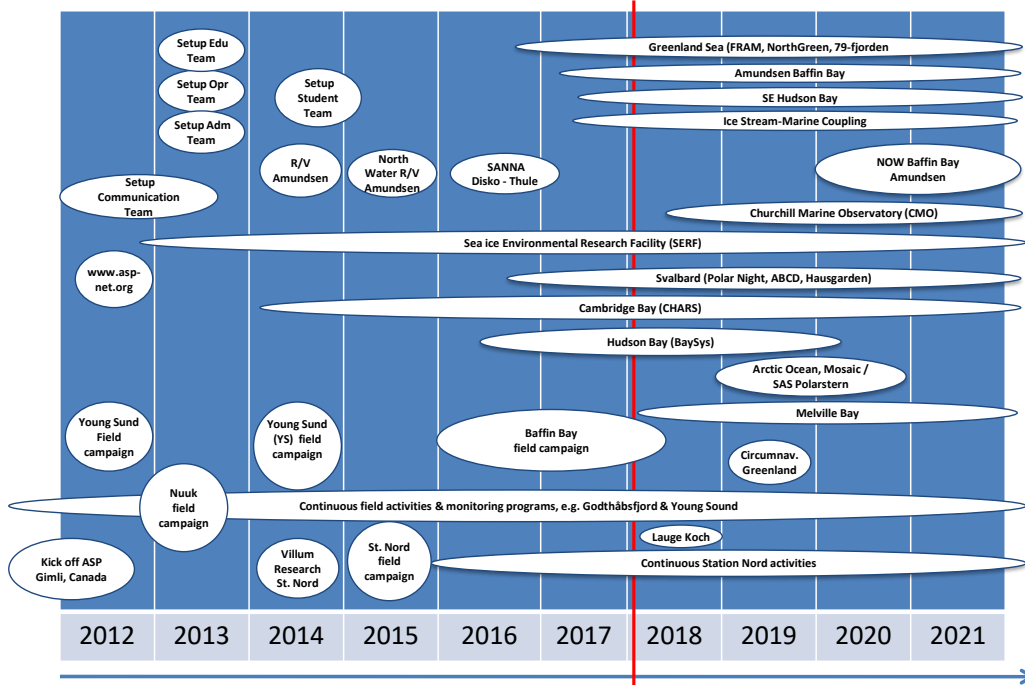 Setup Edu
Team
Greenland Sea (FRAM, NorthGreen, 79-fjorden
Setup Opr
Team
Setup
Student
Team
Amundsen Baffin Bay
SE Hudson Bay
Setup Adm
Team
Ice Stream-Marine Coupling
R/V
Amundsen
North
Water R/V
Amundsen
SANNA
Disko - Thule
NOW Baffin Bay
Amundsen
Setup
Communication
Team
Churchill Marine Observatory (CMO)
Sea ice Environmental Research Facility (SERF)
www.asp-
net.org
Svalbard (Polar Night, ABCD, Hausgarden)
Cambridge Bay (CHARS)
Hudson Bay (BaySys)
Arctic Ocean, Mosaic /
SAS Polarstern
Melville Bay
Young Sund
Field
campaign
Young Sund
(YS) field
campaign
Baffin Bay
field campaign
Circumnav.
Greenland
Nuuk
field
campaign
Continuous field activities & monitoring programs, e.g. Godthåbsfjord & Young Sound
Lauge Koch
Kick off ASP
Gimli, Canada
Villum
Research
St. Nord
St. Nord
field
campaign
Continuous Station Nord activities
2012 2013 2014 2015 2016 2017 2018 2019 2020 2021